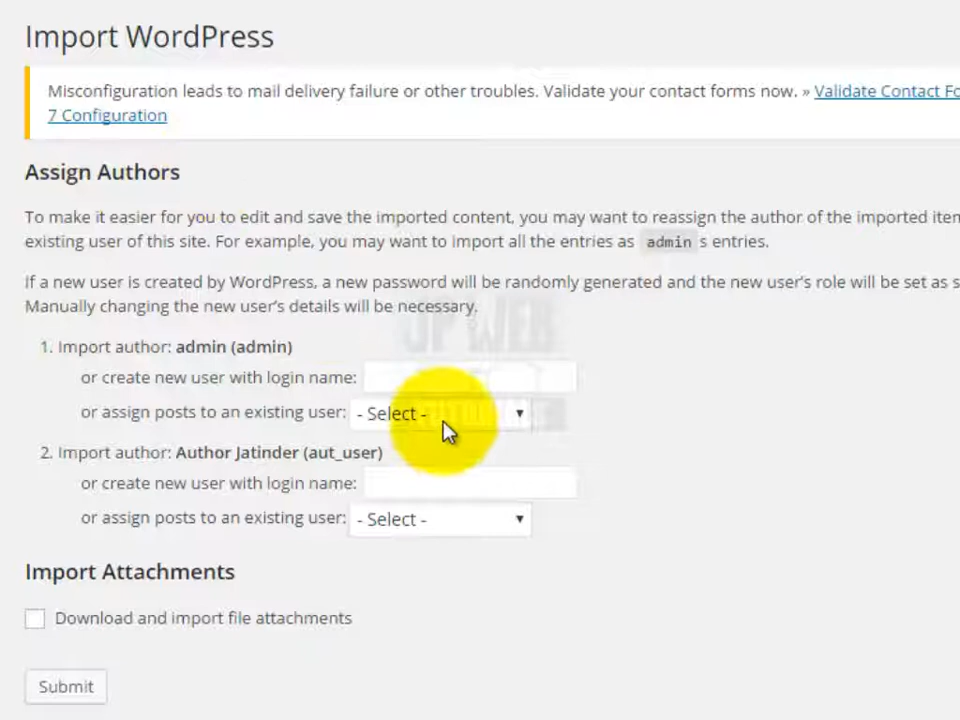 Import WordPress
Misconfiguration leads to mail delivery failure or other troubles. Validate your contact forms now. » Validate Contact Fo
7 Configuration
Assign Authors
To make it easier for you to edit and save the imported content, you may want to reassign the author of the imported iten
existing user of this site. For example, you may want to import all the entries as admin s entries.
If a new user is created by WordPress, a new password will be randomly generated and the new user's role will be set as s
Manually changing the new user's details will be necessary.
1. Import author: admin (admin)
or create new user with login name:
or assign posts to an existing user: - Select -
2. Import author: Author Jatinder (aut_user)
or create new user with login name:
or assign posts to an existing user: - Select -
Import Attachments
Download and import file attachments
Submit